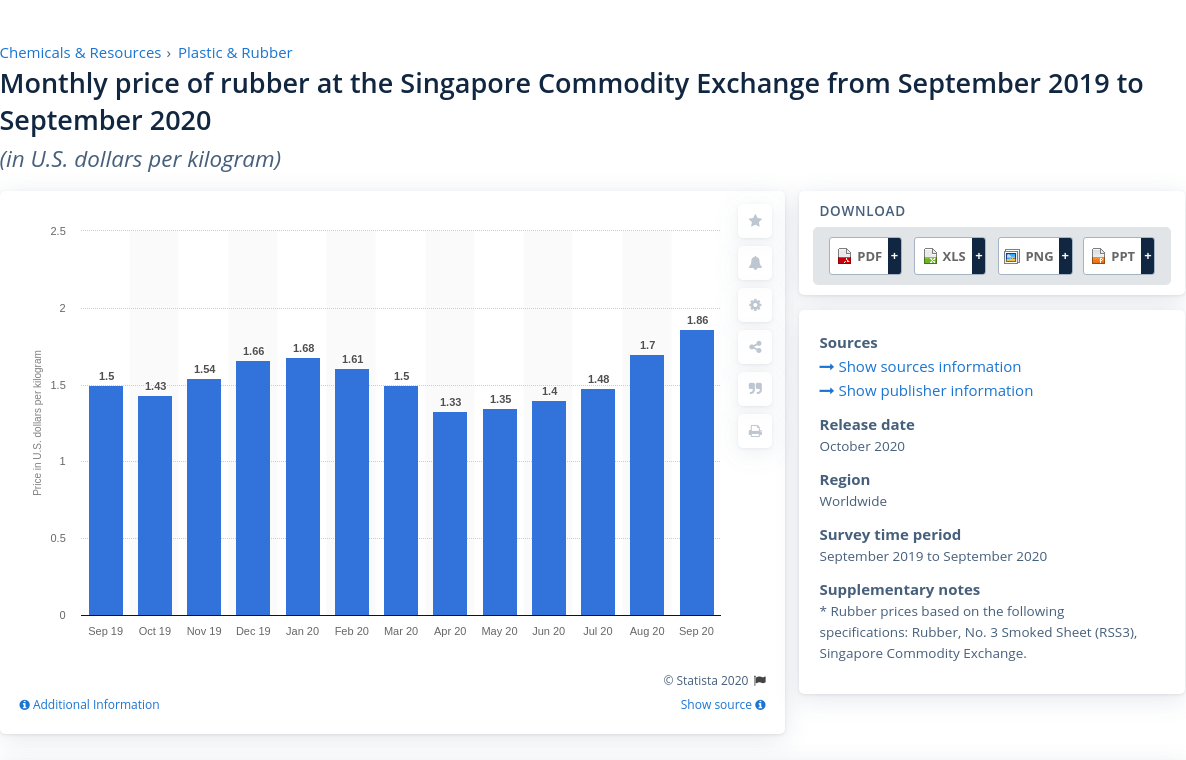 Chemicals & Resources › Plastic & Rubber
Monthly price of rubber at the Singapore Commodity Exchange from September 2019 to
September 2020
(in U.S. dollars per kilogram)
Price in U.S. dollars per kilogram
2.5
2
1.5
1
0.5
0
1.5
1.43
1.54
1.66
1.68
1.61
1.5
1.33
1.35
1.4
1.48
1.7
1.86
Sep 19 Oct 19 Nov 19 Dec 19 Jan 20 Feb 20 Mar 20 Apr 20 May 20 Jun 20 Jul 20 Aug 20 Sep 20
© Statista 2020
Additional Information
Show source
DOWNLOAD
PDF + XLS + PNG + PPT +
Sources
Show sources information
Show publisher information
Release date
October 2020
Region
Worldwide
Survey time period
September 2019 to September 2020
Supplementary notes
* Rubber prices based on the following
specifications: Rubber, No. 3 Smoked Sheet (RSS3),
Singapore Commodity Exchange.